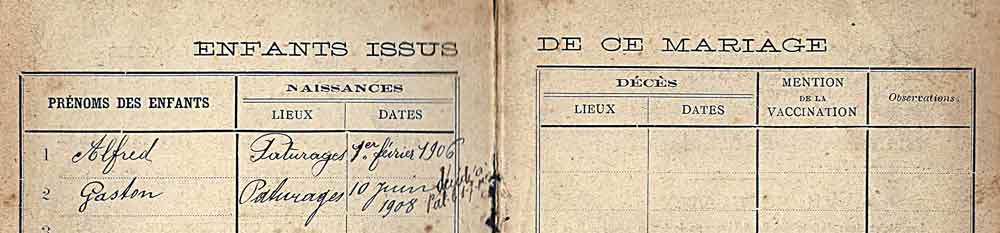 ENFANTS ISSUS DE CE MARIAGE
PRÉNOMS DES ENFANTS
NAISSANCES
LIEUX DATES
DÉCÈS
LIEUX DATES
MENTION
DE LA
VACCINATION
Observations.
1 Alfred Paturages 1er février 1906
2 Gaston Paturages 10 juin
1908
3